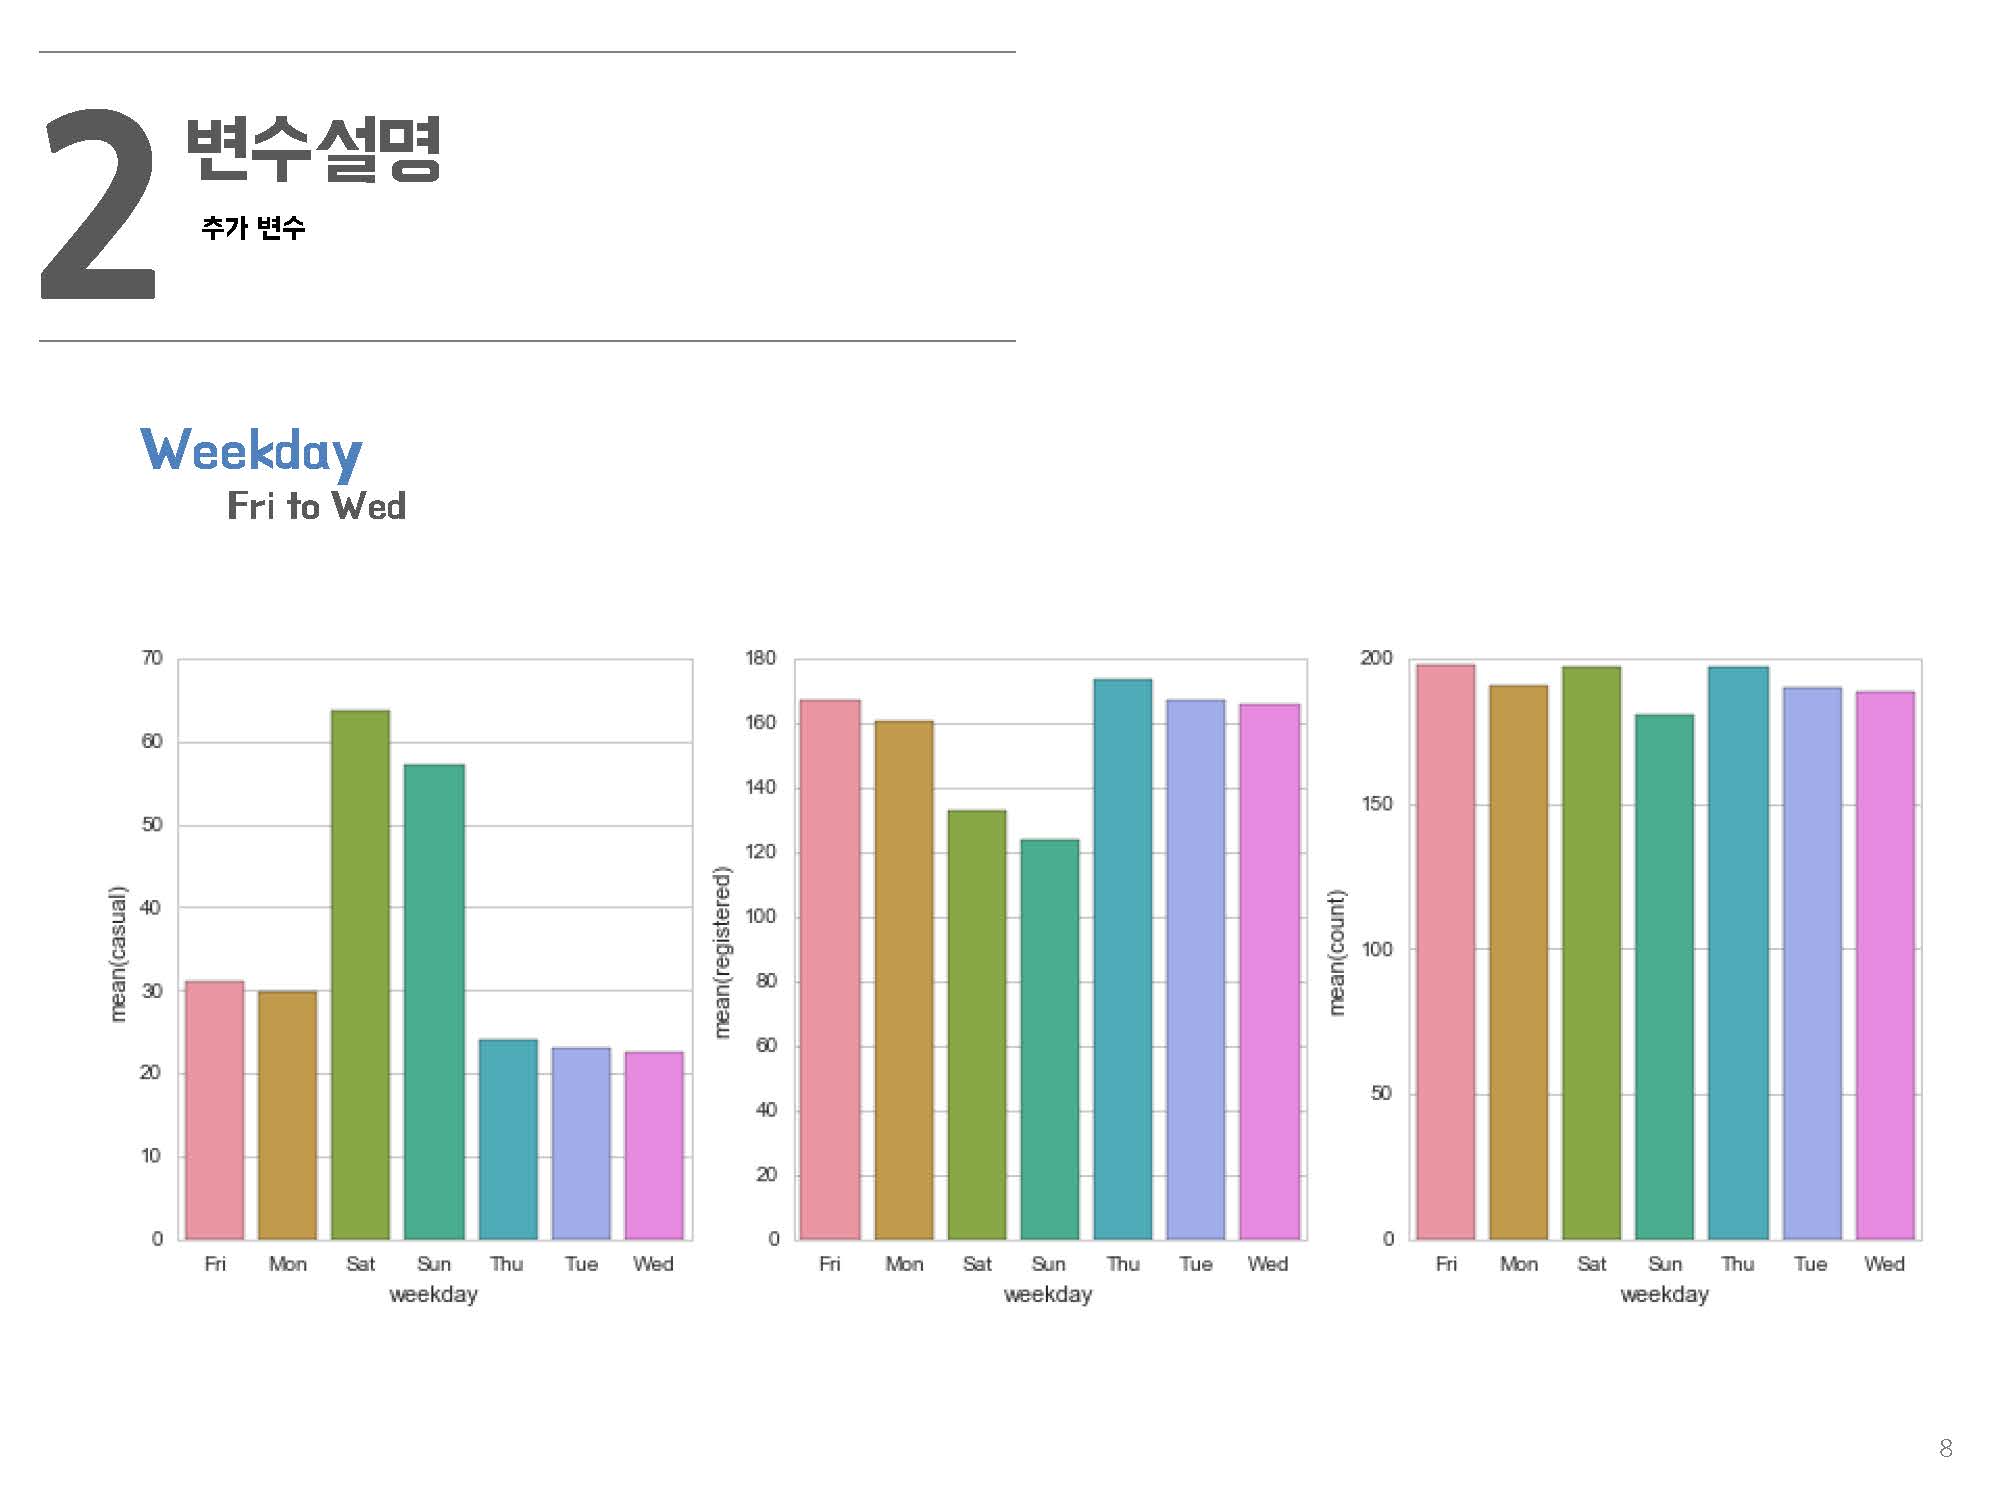 2
변수설명
추가 변수
Weekday
Fri to Wed
70
60
50
40
30
20
10
0
mean(casual)
Fri Mon Sat Sun Thu Tue Wed
weekday
180
160
140
120
100
80
60
40
20
0
mean(registered)
Fri Mon Sat Sun Thu Tue Wed
weekday
200
150
100
50
0
mean(count)
Fri Mon Sat Sun Thu Tue Wed
weekday
8